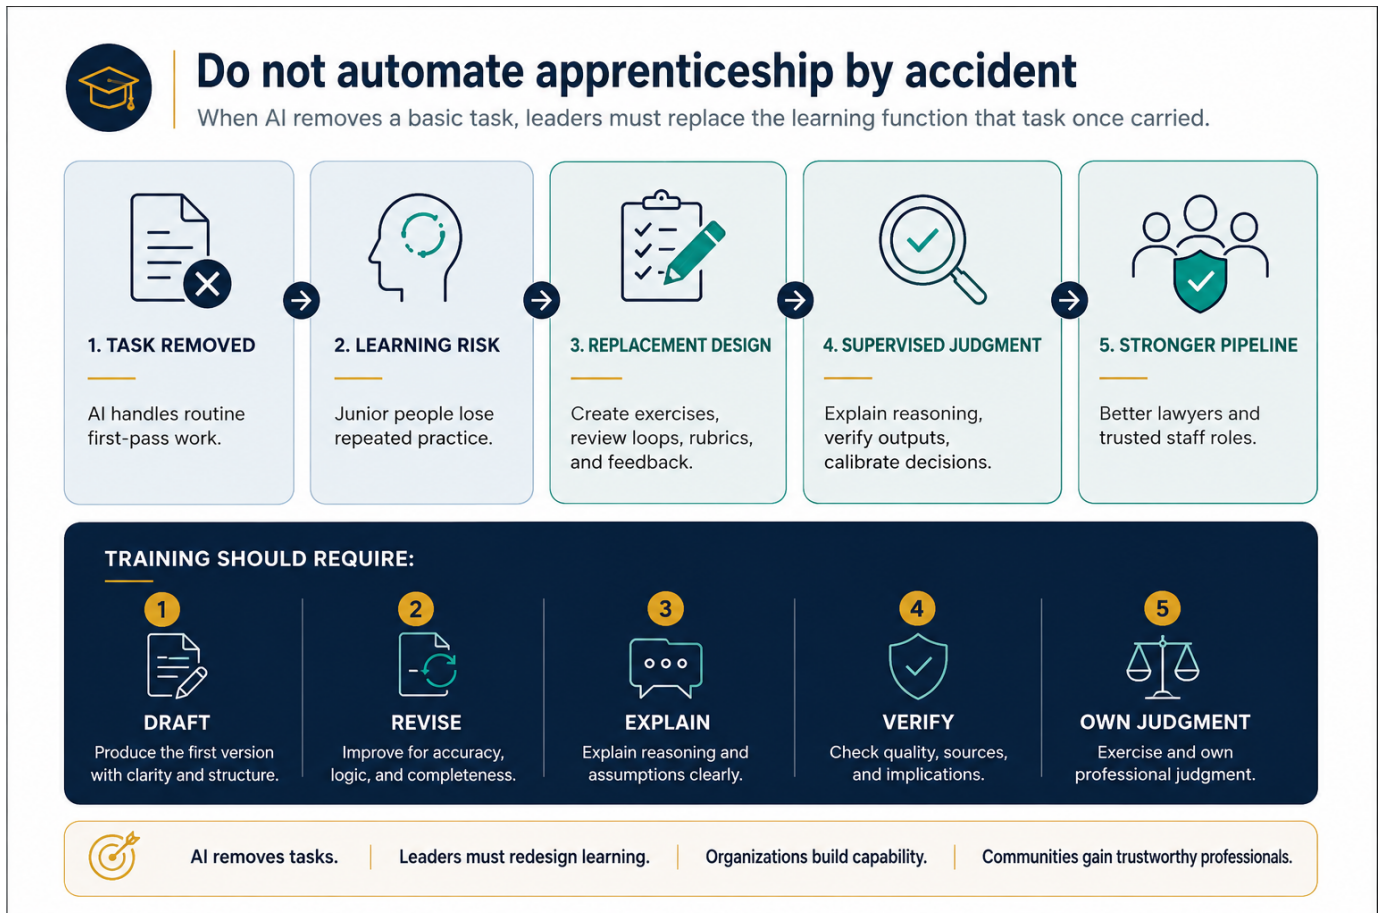 Do not automate apprenticeship by accident
When AI removes a basic task, leaders must replace the learning function that task once carried.
1. TASK REMOVED
AI handles routine
first-pass work.
2. LEARNING RISK
Junior people lose
repeated practice.
3. REPLACEMENT DESIGN
Create exercises,
review loops, rubrics,
and feedback.
4. SUPERVISED JUDGMENT
Explain reasoning,
verify outputs,
calibrate decisions.
5. STRONGER PIPELINE
Better lawyers and
trusted staff roles.
TRAINING SHOULD REQUIRE:
1
DRAFT
Produce the first version
with clarity and structure.
2
REVISE
Improve for accuracy,
logic, and completeness.
3
EXPLAIN
Explain reasoning and
assumptions clearly.
4
VERIFY
Check quality, sources,
and implications.
5
OWN JUDGMENT
Exercise and own
professional judgment.
AI removes tasks.
Leaders must redesign learning.
Organizations build capability.
Communities gain trustworthy professionals.